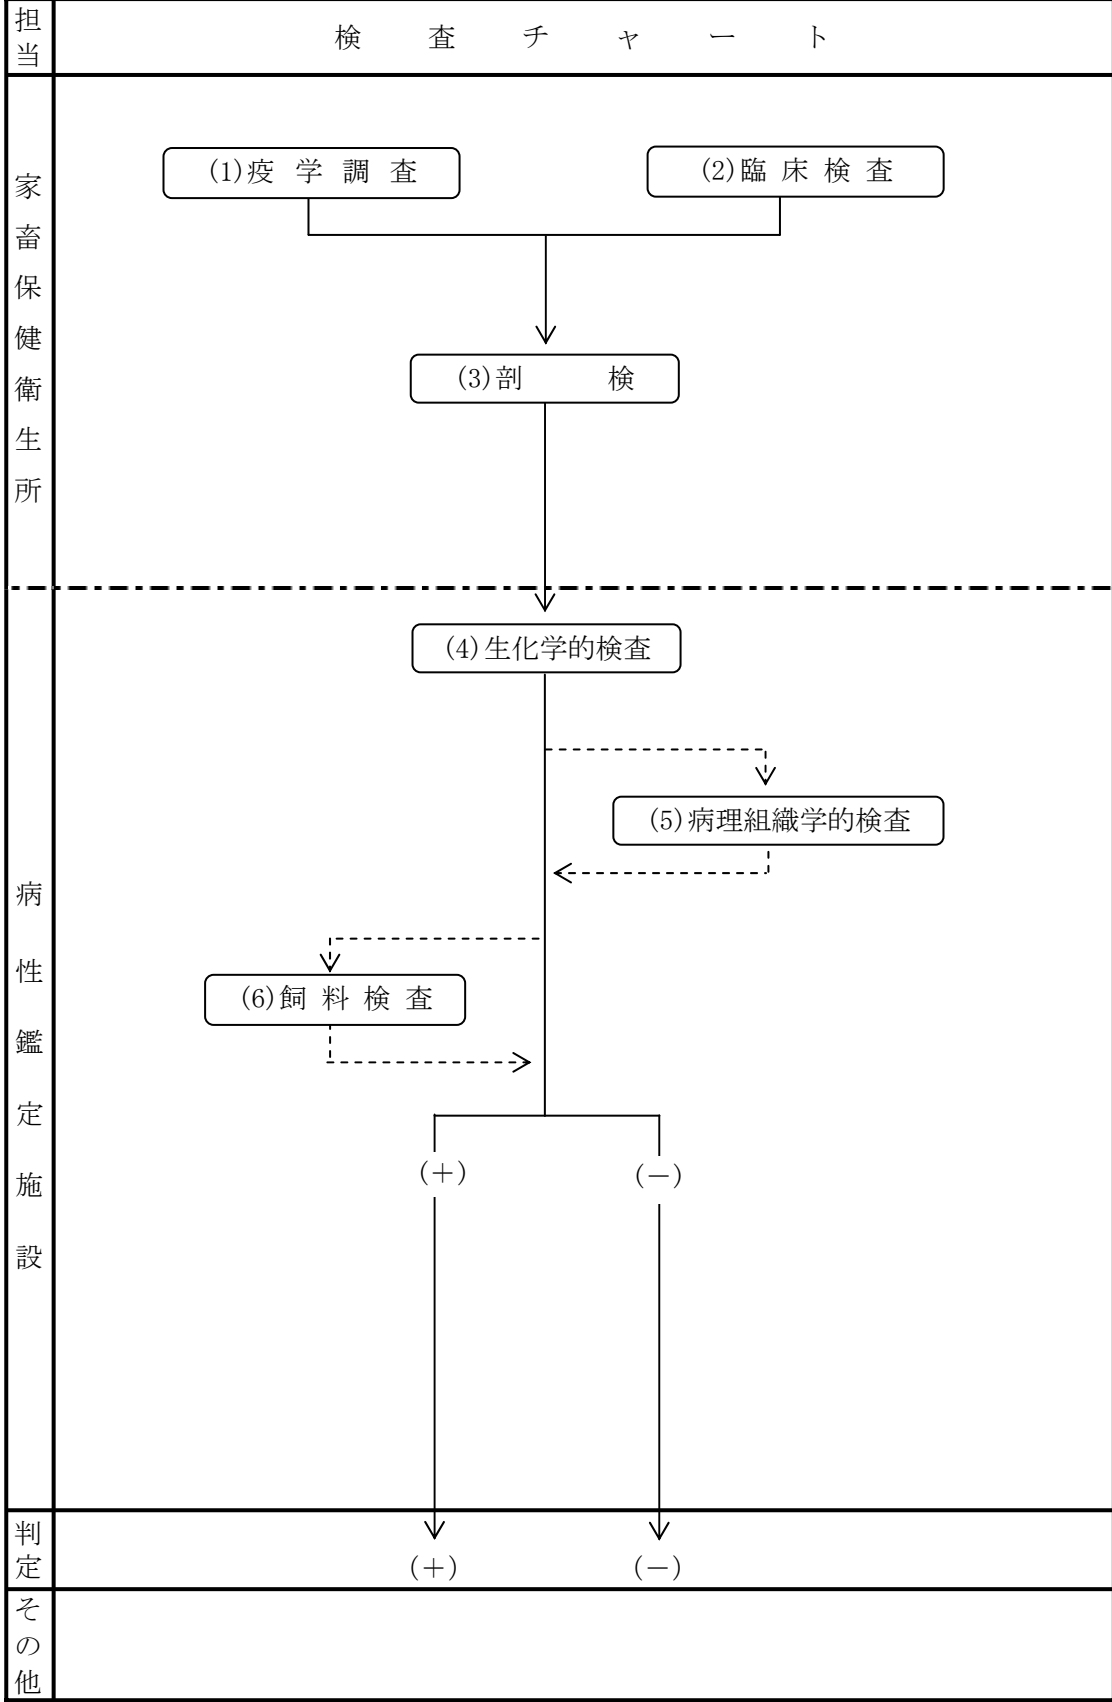 担当
検査チャート
家畜保健衛生所
(1)疫学調査
(2)臨床検査
(3)剖検
病性鑑定施設
(4)生化学的検査
(5)病理組織学的検査
(6)飼料検査
(＋)
(－)
判定
(＋)
(－)
その他